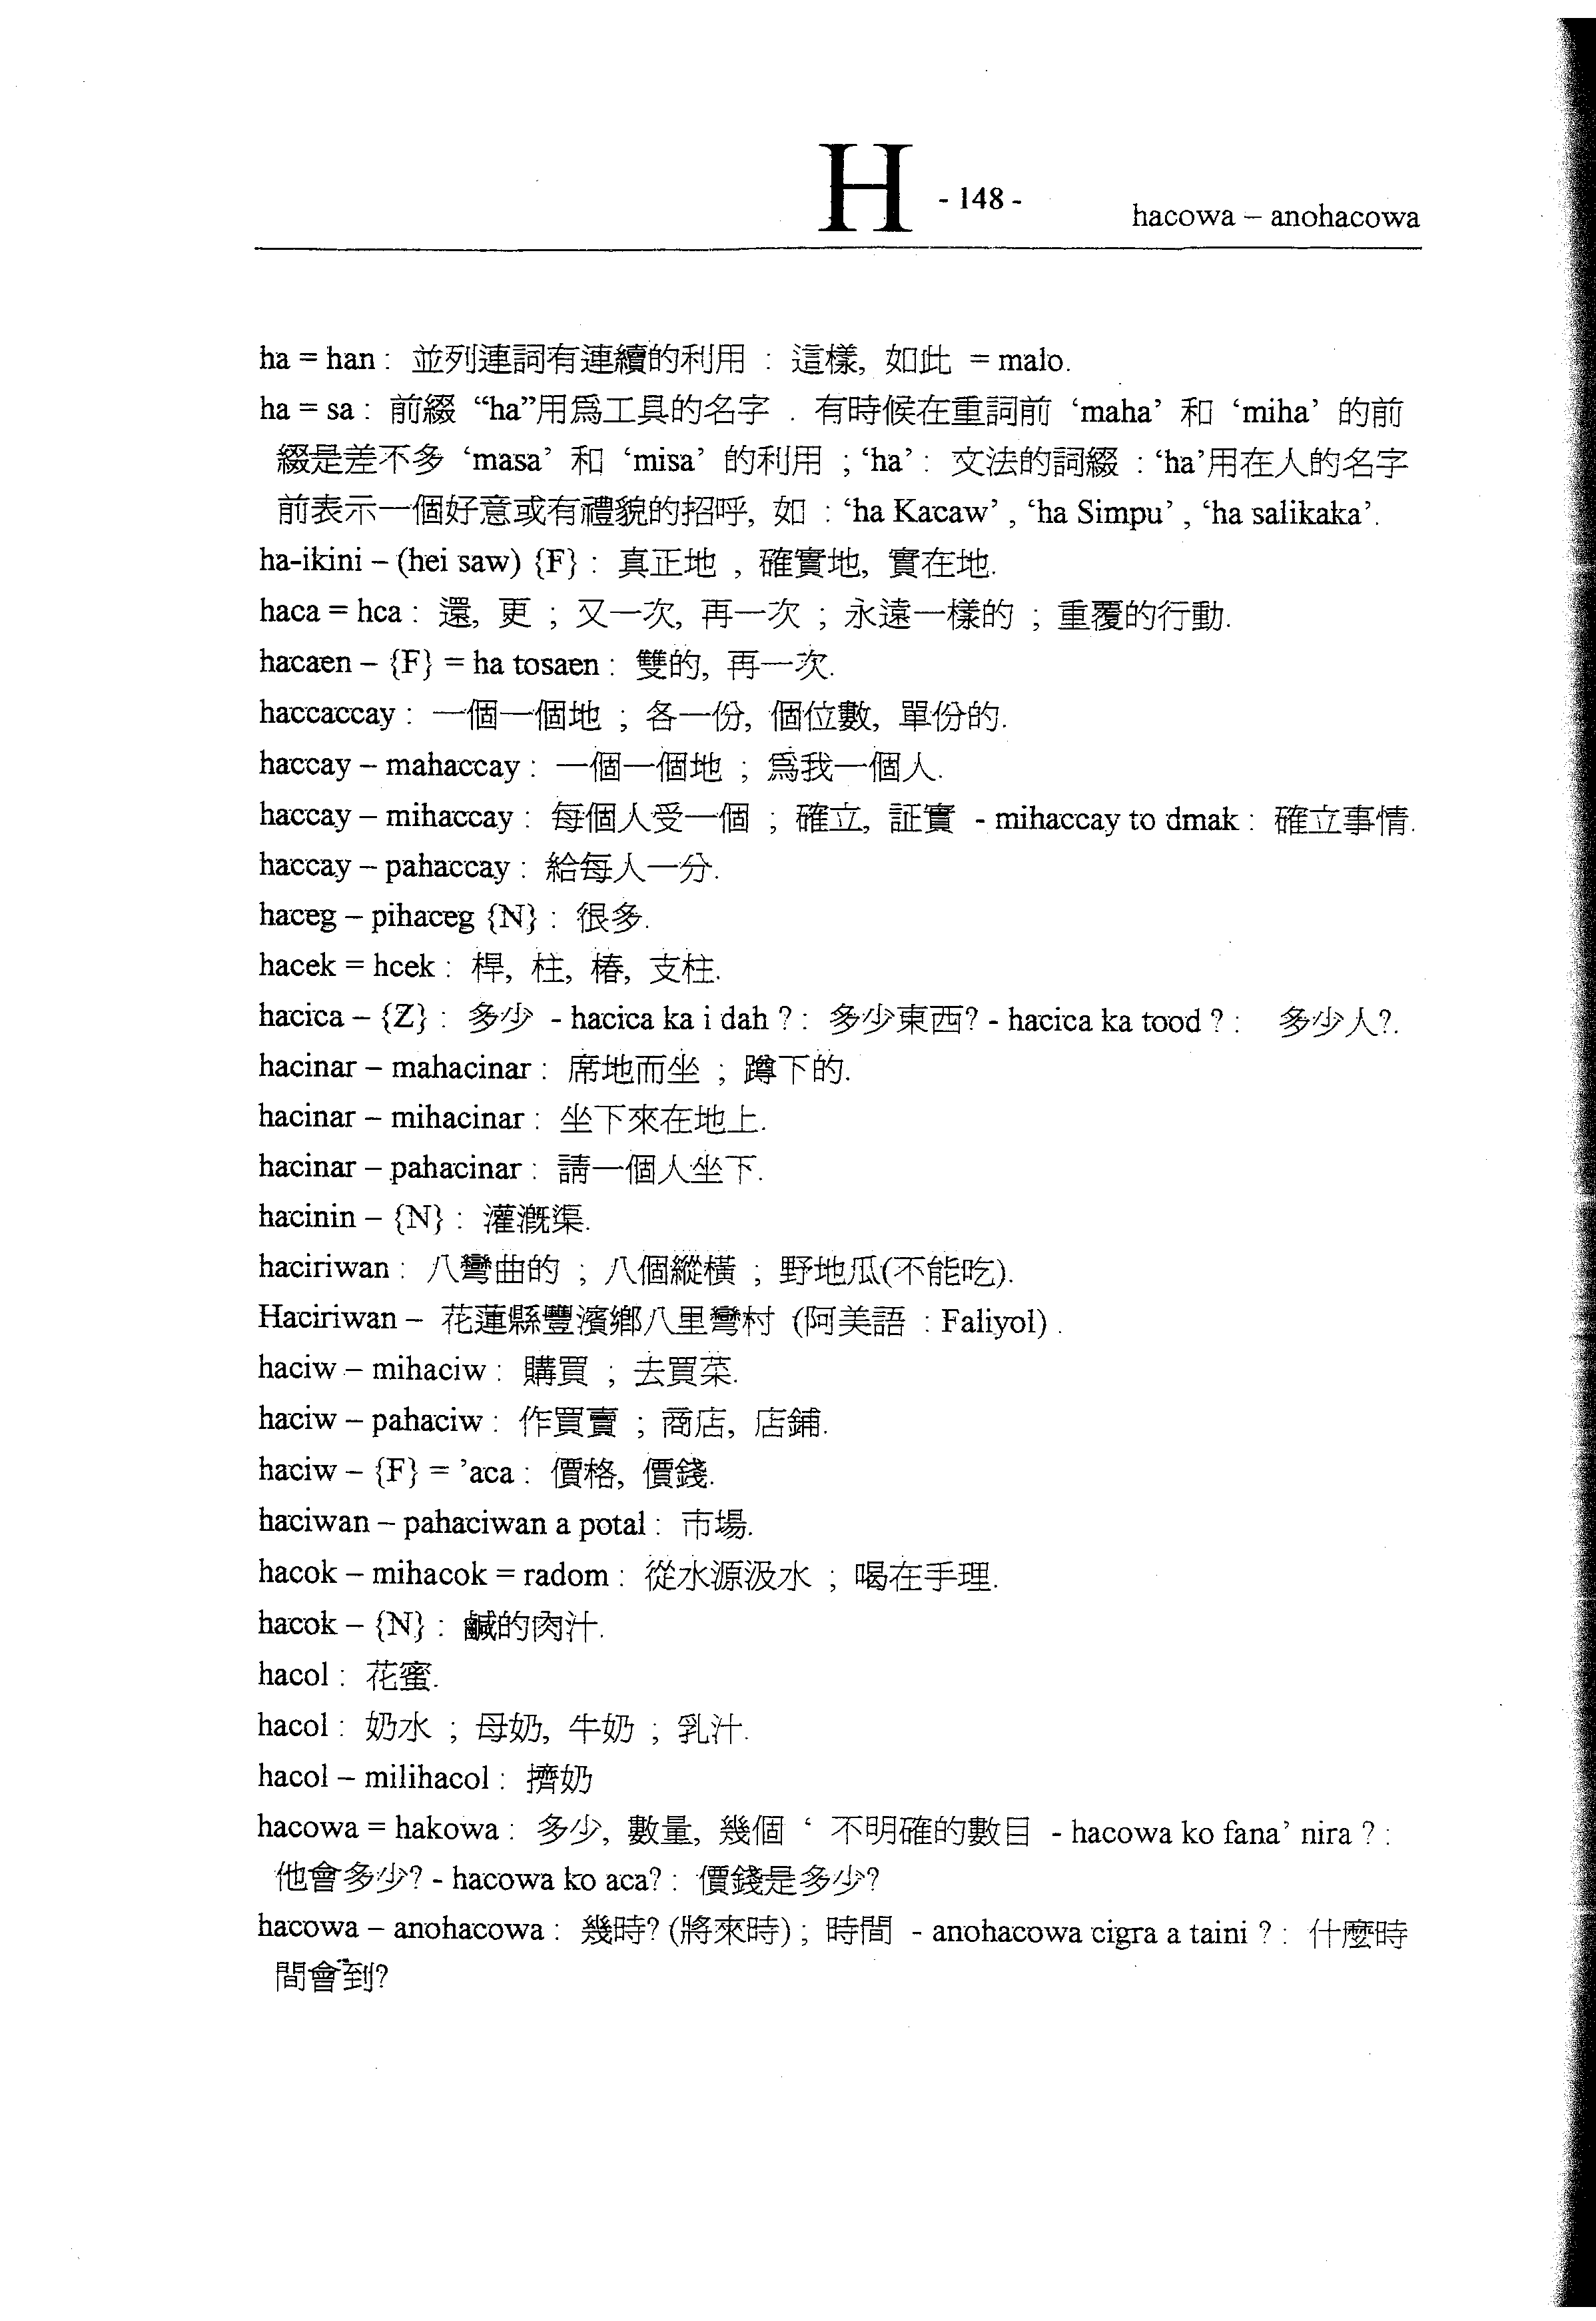 H - 148 - hacowa – anohacowa
ha = han : 並列連詞有連續的利用 : 這樣, 如此 = malo.
ha = sa : 前綴 “ha”用爲工具的名字 . 有時候在重詞前 ‘maha’ 和 ‘miha’ 的前
綴是差不多 ‘masa’ 和 ‘misa’ 的利用 ; ‘ha’ : 文法的詞綴 : ‘ha’用在人的名字
前表示一個好意或有禮貌的招呼, 如 : ‘ha Kacaw’ , ‘ha Simpu’ , ‘ha salikaka’.
ha-ikini – (hei saw) {F} : 真正地 , 確實地, 實在地.
haca = hca : 還, 更 ; 又一次, 再一次 ; 永遠一樣的 ; 重覆的行動.
hacaen – {F} = ha tosaen : 雙的, 再一次.
haccaccay : 一個一個地 ; 各一份, 個位數, 單份的.
haccay – mahaccay : 一個一個地 ; 爲我一個人.
haccay – mihaccay : 每個人受一個 ; 確立, 証實 - mihaccay to dmak : 確立事情.
haccay – pahaccay : 給每人一分.
haceg – pihaceg {N} : 很多.
hacek = hcek : 桿, 柱, 樁, 支柱.
hacica – {Z} : 多少 - hacica ka i dah ? : 多少東西? - hacica ka tood ? : 多少人?.
hacinar – mahacinar : 席地而坐 ; 蹲下的.
hacinar – mihacinar : 坐下來在地上.
hacinar – pahacinar : 請一個人坐下.
hacinin – {N} : 灌溉渠.
haciriwan : 八彎曲的 ; 八個縱橫 ; 野地瓜(不能吃).
Haciriwan – 花蓮縣豐濱鄉八里彎村 (阿美語 : Faliyol) .
haciw – mihaciw : 購買 ; 去買菜.
haciw – pahaciw : 作買賣 ; 商店, 店鋪.
haciw – {F} = ’aca : 價格, 價錢.
haciwan – pahaciwan a potal : 市場.
hacok – mihacok = radom : 從水源汲水 ; 喝在手理.
hacok – {N} : 鹹的肉汁.
hacol : 花蜜.
hacol : 奶水 ; 母奶, 牛奶 ; 乳汁.
hacol – milihacol : 擠奶
hacowa = hakowa : 多少, 數量, 幾個 ‘ 不明確的數目 - hacowa ko fana’ nira ? :
他會多少? - hacowa ko aca? : 價錢是多少?
hacowa – anohacowa : 幾時? (將來時) ; 時間 - anohacowa cigra a taini ? : 什麼時
間會到?